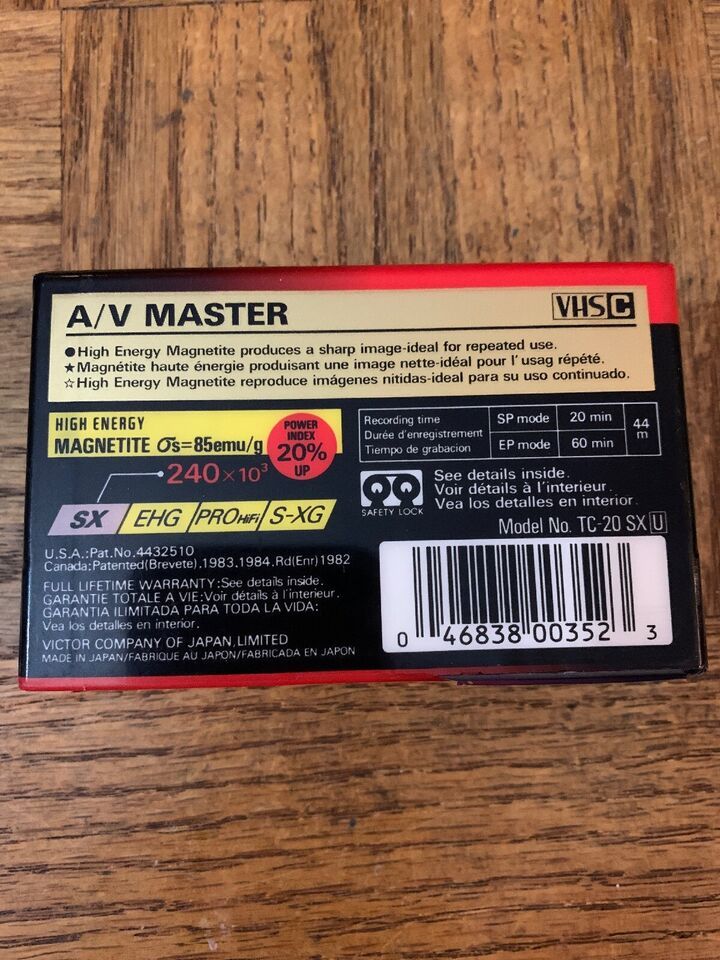 A/V MASTER
VHS C
●High Energy Magnetite produces a sharp image-ideal for repeated use.
★Magnétite haute énergie produisant une image nette-idéal pour l'usag répété.
☆High Energy Magnetite reproduce imágenes nitidas-ideal para su uso continuado.
HIGH ENERGY
MAGNETITE σs=85emu/g
POWER
INDEX
20%
UP
240×10³
SX EHG PRO HiFi S-XG
Recording time
Durée d'enregistrement
Tiempo de grabacion
SP mode 20 min
EP mode 60 min
44
m
SAFETY LOCK
See details inside.
Voir détails à l'interieur.
Vea los detalles en interior.
Model No. TC-20 SX U
U.S.A.:Pat.No.4432510
Canada:Patented(Brevete).1983.1984.Rd(Enr)1982
FULL LIFETIME WARRANTY:See details inside.
GARANTIE TOTALE A VIE:Voir détails à l'interieur.
GARANTIA ILIMITADA PARA TODA LA VIDA:
Vea los detalles en interior.
VICTOR COMPANY OF JAPAN,LIMITED
MADE IN JAPAN/FABRIQUE AU JAPON/FABRICADA EN JAPON
0 46838 00352 3